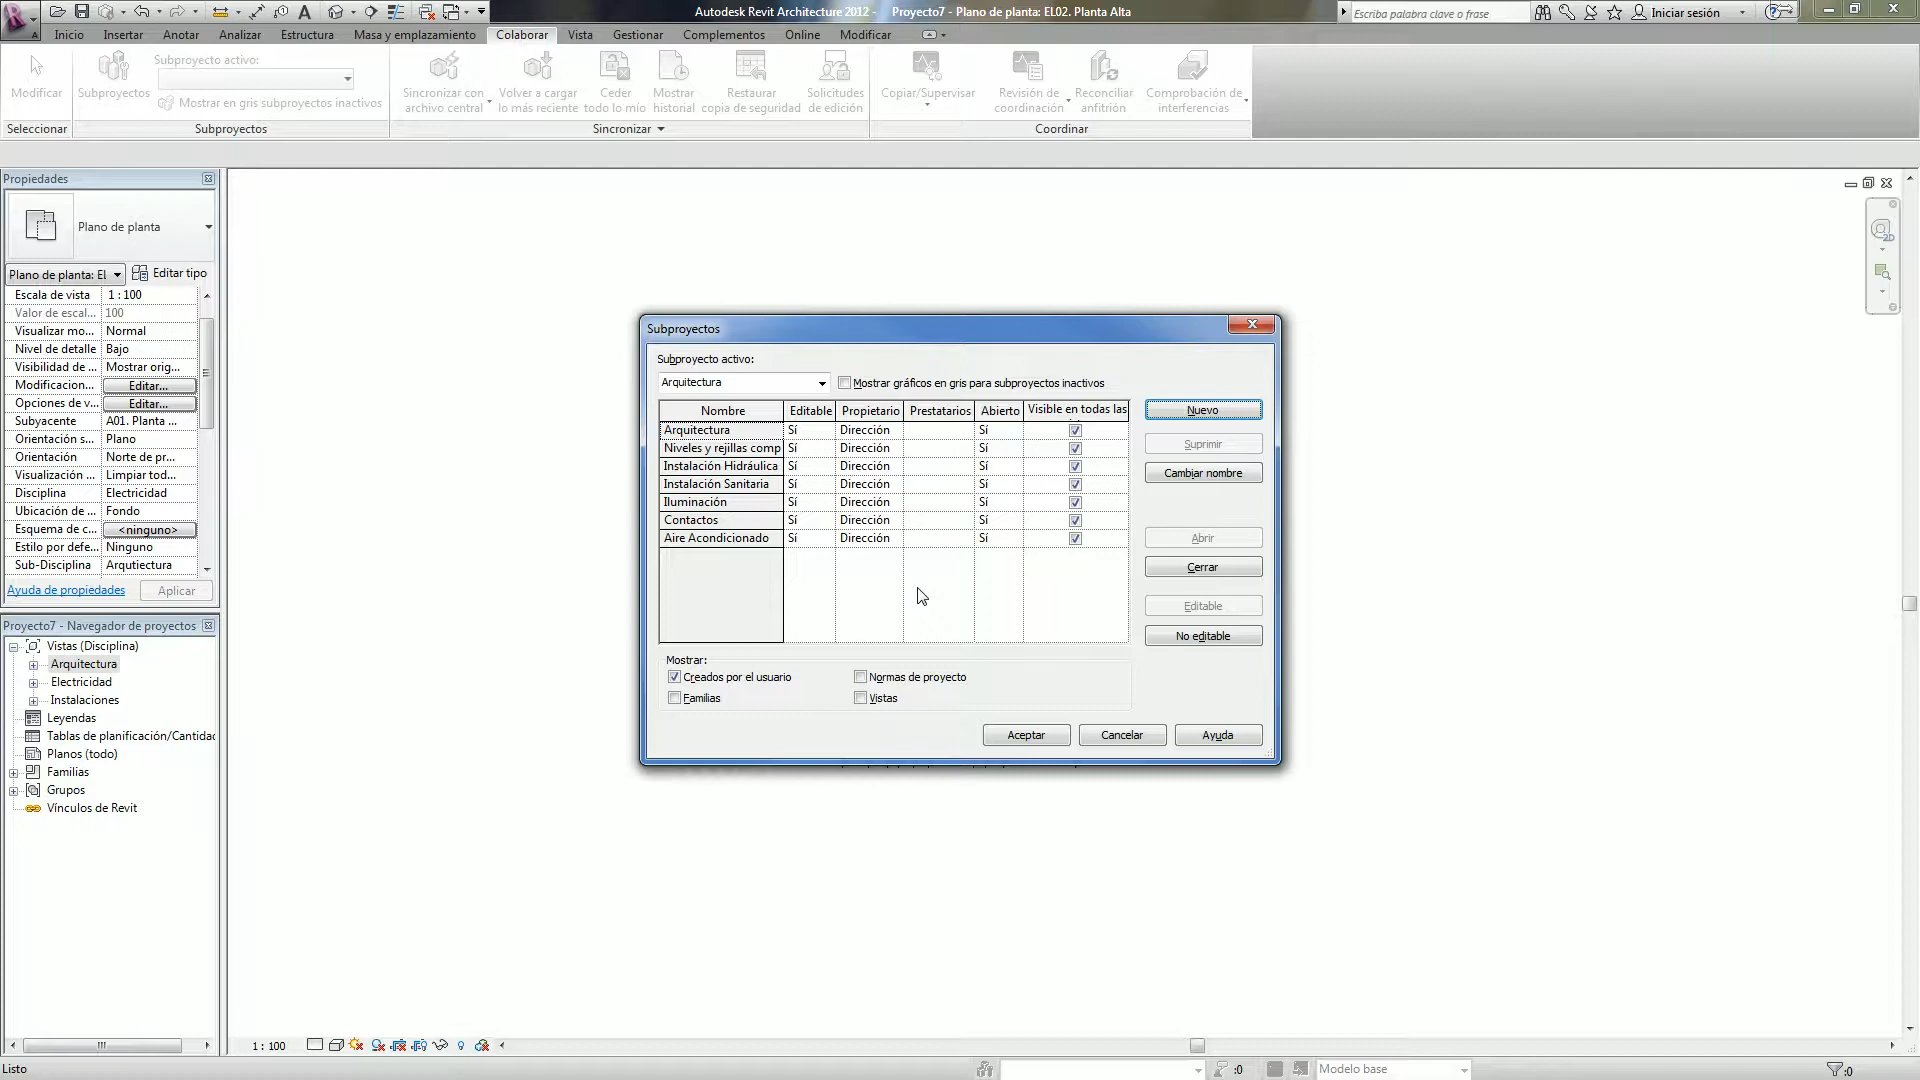 Autodesk Revit Architecture 2012 - Proyecto7 - Plano de planta: EL02. Planta Alta
Escriba palabra clave o frase
Iniciar sesión
Inicio Insertar Anotar Analizar Estructura Masa y emplazamiento Colaborar Vista Gestionar Complementos Online Modificar
Modificar
Subproyectos
Subproyecto activo:
Mostrar en gris subproyectos inactivos
Sincronizar con archivo central
Volver a cargar lo más reciente
Ceder todo lo mío
Mostrar historial
Restaurar copia de seguridad
Solicitudes de edición
Copiar/Supervisar
Revisión de coordinación
Reconciliar anfitrión
Comprobación de interferencias
Seleccionar
Subproyectos
Sincronizar
Coordinar
Propiedades
Plano de planta
Plano de planta: El
Editar tipo
Escala de vista 1 : 100
Valor de escal... 100
Visualizar mo... Normal
Nivel de detalle Bajo
Visibilidad de ... Mostrar orig...
Modificacion... Editar...
Opciones de v... Editar...
Subyacente A01. Planta ...
Orientación s... Plano
Orientación Norte de pr...
Visualización ... Limpiar tod...
Disciplina Electricidad
Ubicación de ... Fondo
Esquema de c... <ninguno>
Estilo por defe... Ninguno
Sub-Disciplina Arqutiectura
Ayuda de propiedades
Aplicar
Proyecto7 - Navegador de proyectos
Vistas (Disciplina)
Arquitectura
Electricidad
Instalaciones
Leyendas
Tablas de planificación/Cantidad
Planos (todo)
Familias
Grupos
Vínculos de Revit
Subproyectos
Subproyecto activo:
Arquitectura
Mostrar gráficos en gris para subproyectos inactivos
Nombre Editable Propietario Prestatarios Abierto Visible en todas las
Arquitectura Sí Dirección Sí
Niveles y rejillas comp Sí Dirección Sí
Instalación Hidráulica Sí Dirección Sí
Instalación Sanitaria Sí Dirección Sí
Iluminación Sí Dirección Sí
Contactos Sí Dirección Sí
Aire Acondicionado Sí Dirección Sí
Nuevo
Suprimir
Cambiar nombre
Abrir
Cerrar
Editable
No editable
Mostrar:
Creados por el usuario
Normas de proyecto
Familias
Vistas
Aceptar
Cancelar
Ayuda
1 : 100
Listo
:0
Modelo base
:0